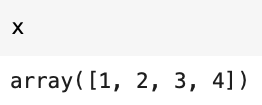 x
array([1, 2, 3, 4])